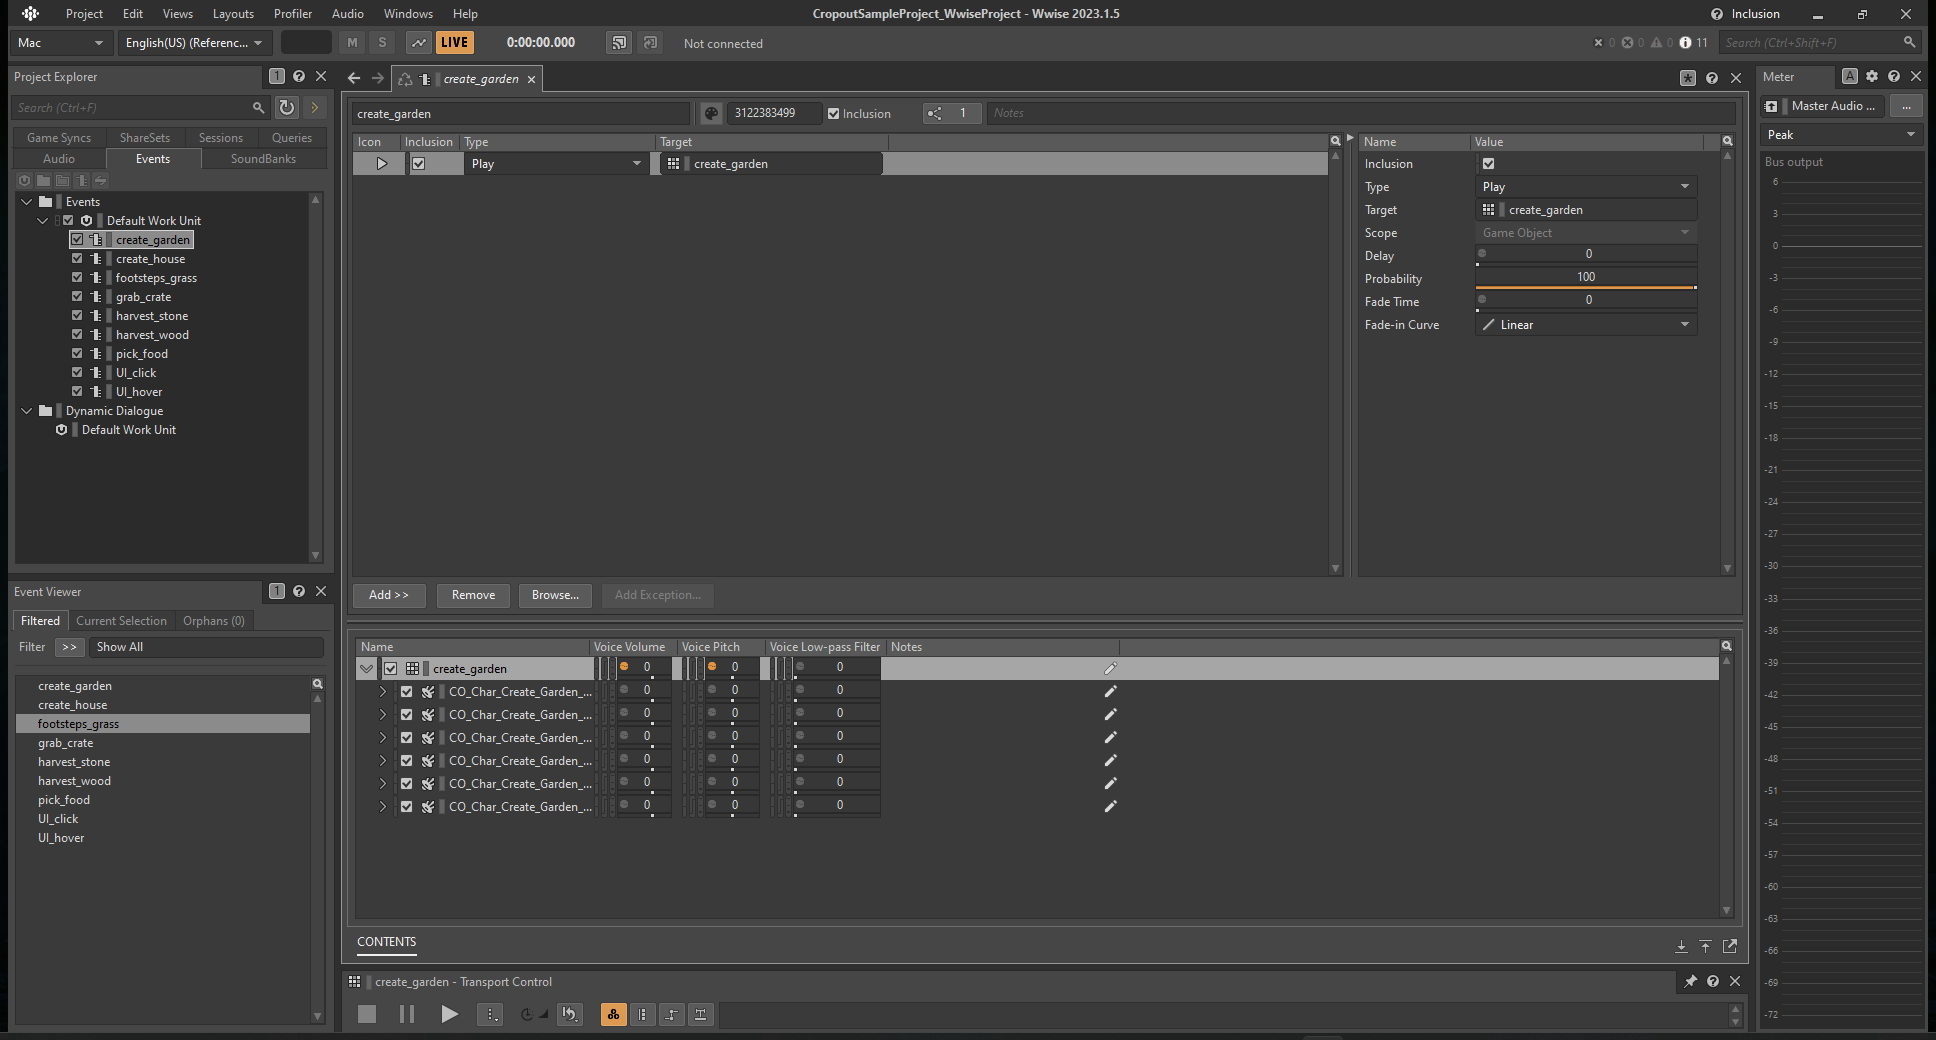 Project Edit Views Layouts Profiler Audio Windows Help
CropoutSampleProject_WwiseProject - Wwise 2023.1.5
Inclusion
Mac
English(US) (Referenc...
M S
LIVE
0:00:00.000
Not connected
0 0 0 11
Search (Ctrl+Shift+F)
Project Explorer
1
Search (Ctrl+F)
Game Syncs ShareSets Sessions Queries
Audio Events SoundBanks
Events
Default Work Unit
create_garden
create_house
footsteps_grass
grab_crate
harvest_stone
harvest_wood
pick_food
UI_click
UI_hover
Dynamic Dialogue
Default Work Unit
Event Viewer
1
Filtered Current Selection Orphans (0)
Filter >> Show All
create_garden
create_house
footsteps_grass
grab_crate
harvest_stone
harvest_wood
pick_food
UI_click
UI_hover
create_garden
create_garden
3122383499
Inclusion
1
Notes
Icon Inclusion Type Target
Play create_garden
Name Value
Inclusion
Type Play
Target create_garden
Scope Game Object
Delay 0
Probability 100
Fade Time 0
Fade-in Curve Linear
Add >> Remove Browse... Add Exception...
Name Voice Volume Voice Pitch Voice Low-pass Filter Notes
create_garden 0 0 0
CO_Char_Create_Garden_... 0 0 0
CO_Char_Create_Garden_... 0 0 0
CO_Char_Create_Garden_... 0 0 0
CO_Char_Create_Garden_... 0 0 0
CO_Char_Create_Garden_... 0 0 0
CO_Char_Create_Garden_... 0 0 0
CONTENTS
create_garden - Transport Control
Meter
A
Master Audio ...
...
Peak
Bus output
6
3
0
-3
-6
-9
-12
-15
-18
-21
-24
-27
-30
-33
-36
-39
-42
-45
-48
-51
-54
-57
-60
-63
-66
-69
-72